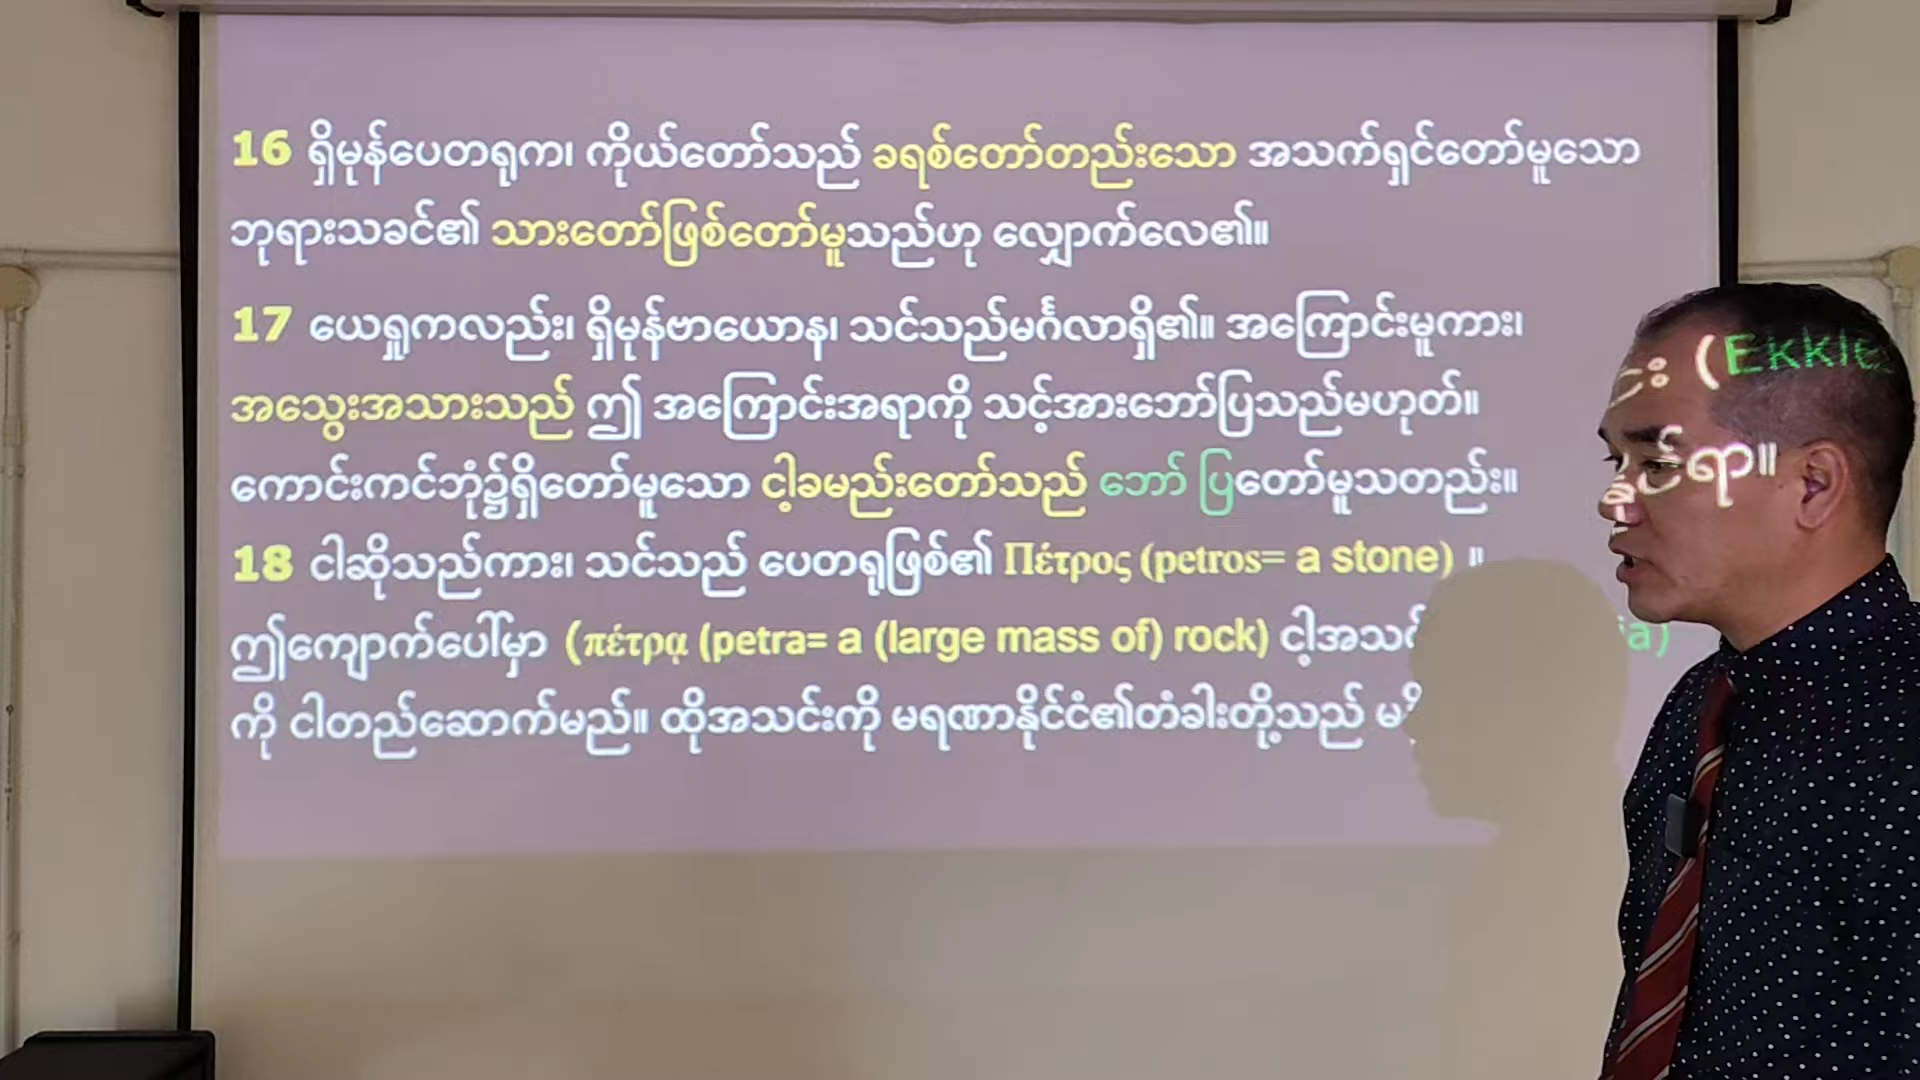 16 ရှိမုန်ပေတရုက၊ ကိုယ်တော်သည် ခရစ်တော်တည်းသော အသက်ရှင်တော်မူသော
ဘုရားသခင်၏ သားတော်ဖြစ်တော်မူသည်ဟု လျှောက်လေ၏။
17 ယေရှုကလည်း၊ ရှိမုန်ဗာယောန၊ သင်သည်မင်္ဂလာရှိ၏။ အကြောင်းမူကား၊
အသွေးအသားသည် ဤ အကြောင်းအရာကို သင့်အားဘော်ပြသည်မဟုတ်။
ကောင်းကင်ဘုံ၌ရှိတော်မူသော ငါ့ခမည်းတော်သည် ဘော် ပြတော်မူသတည်း။
18 ငါဆိုသည်ကား၊ သင်သည် ပေတရုဖြစ်၏ Πέτρος (petros= a stone) ။
ဤကျောက်ပေါ်မှာ (πέτρᾳ (petra= a (large mass of) rock) ငါ့အသင်း (Ekkle
ကို ငါတည်ဆောက်မည်။ ထိုအသင်းကို မရဏာနိုင်ငံ၏တံခါးတို့သည်